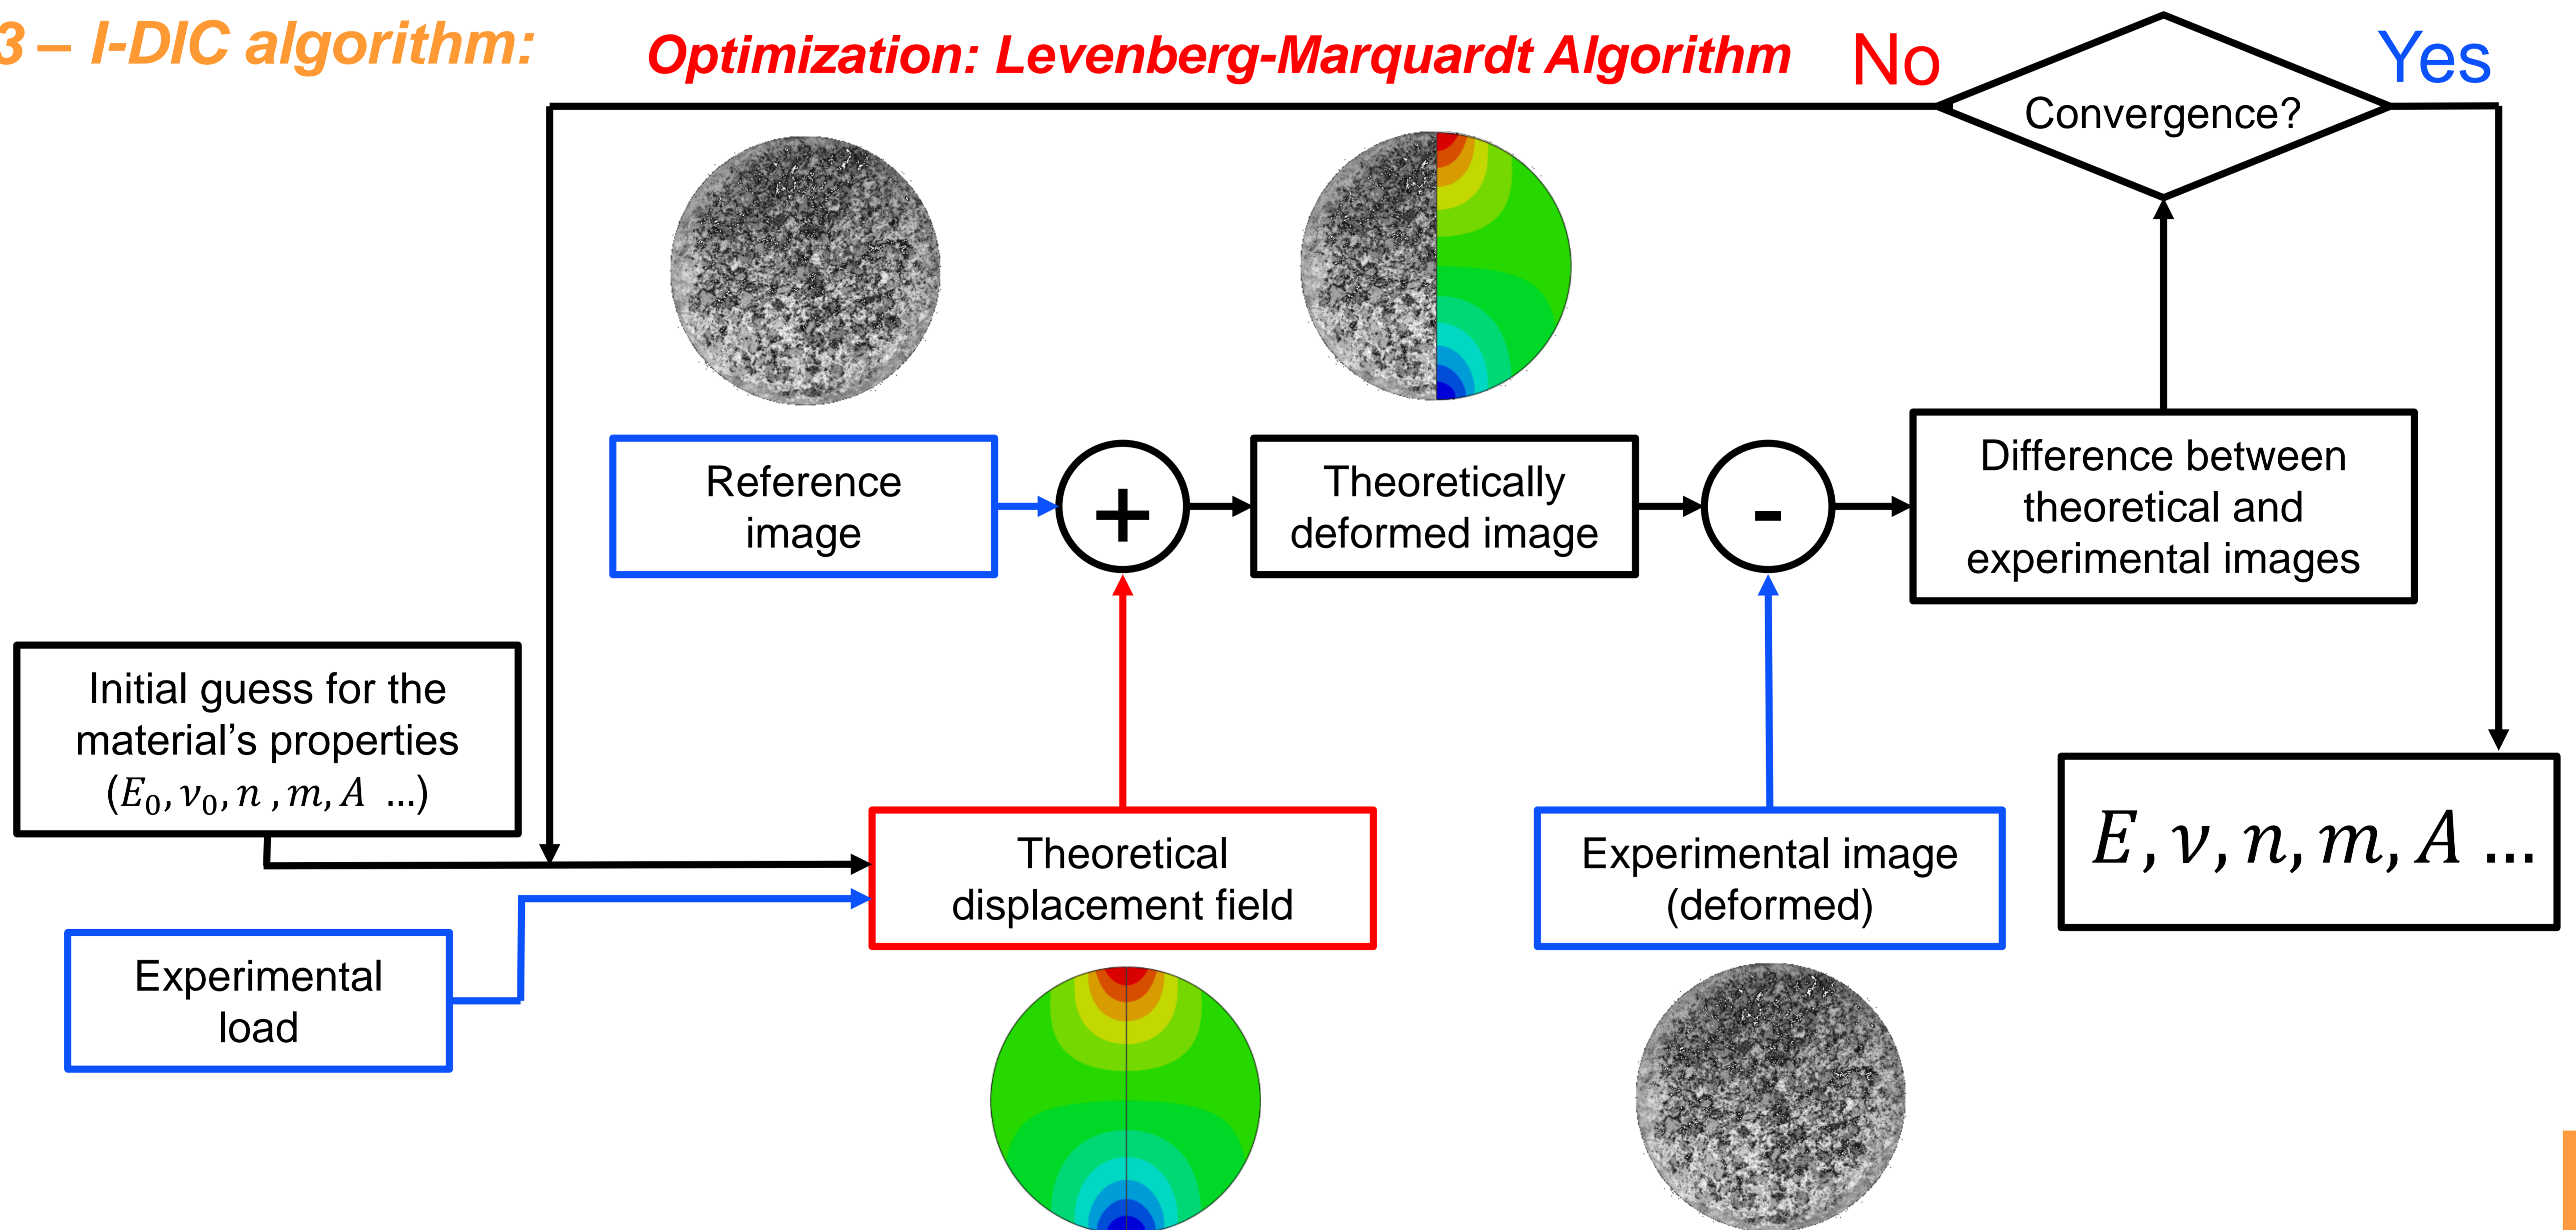 3 – I-DIC algorithm:
Optimization: Levenberg-Marquardt Algorithm
No
Yes
Convergence?
Reference
image
+
Theoretically
deformed image
-
Difference between
theoretical and
experimental images
Initial guess for the
material’s properties
(E₀, ν₀, n , m, A ...)
Theoretical
displacement field
Experimental image
(deformed)
E, ν, n, m, A ...
Experimental
load